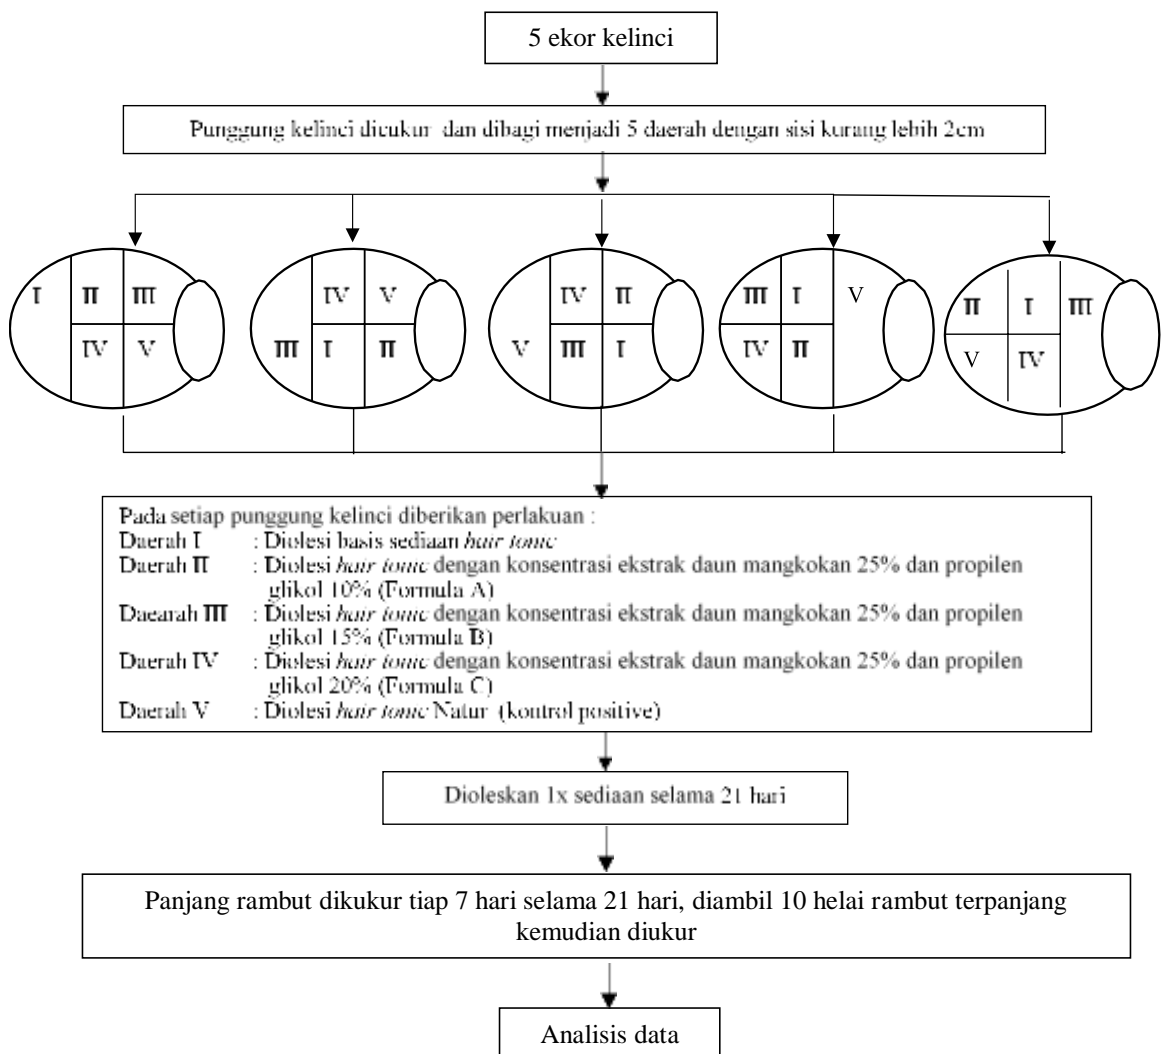 5 ekor kelinci
Punggung kelinci dicukur dan dibagi menjadi 5 daerah dengan sisi kurang lebih 2cm
I II III
IV V
IV V
III I II
IV II
V III I
III I V
IV II
II I III
V IV
Pada setiap punggung kelinci diberikan perlakuan :
Daerah I : Diolesi basis sediaan hair tonic
Daerah II : Diolesi hair tonic dengan konsentrasi ekstrak daun mangkokan 25% dan propilen
glikol 10% (Formula A)
Daearah III : Diolesi hair tonic dengan konsentrasi ekstrak daun mangkokan 25% dan propilen
glikol 15% (Formula B)
Daerah IV : Diolesi hair tonic dengan konsentrasi ekstrak daun mangkokan 25% dan propilen
glikol 20% (Formula C)
Daerah V : Diolesi hair tonic Natur (kontrol positive)
Dioleskan 1x sediaan selama 21 hari
Panjang rambut dikukur tiap 7 hari selama 21 hari, diambil 10 helai rambut terpanjang
kemudian diukur
Analisis data